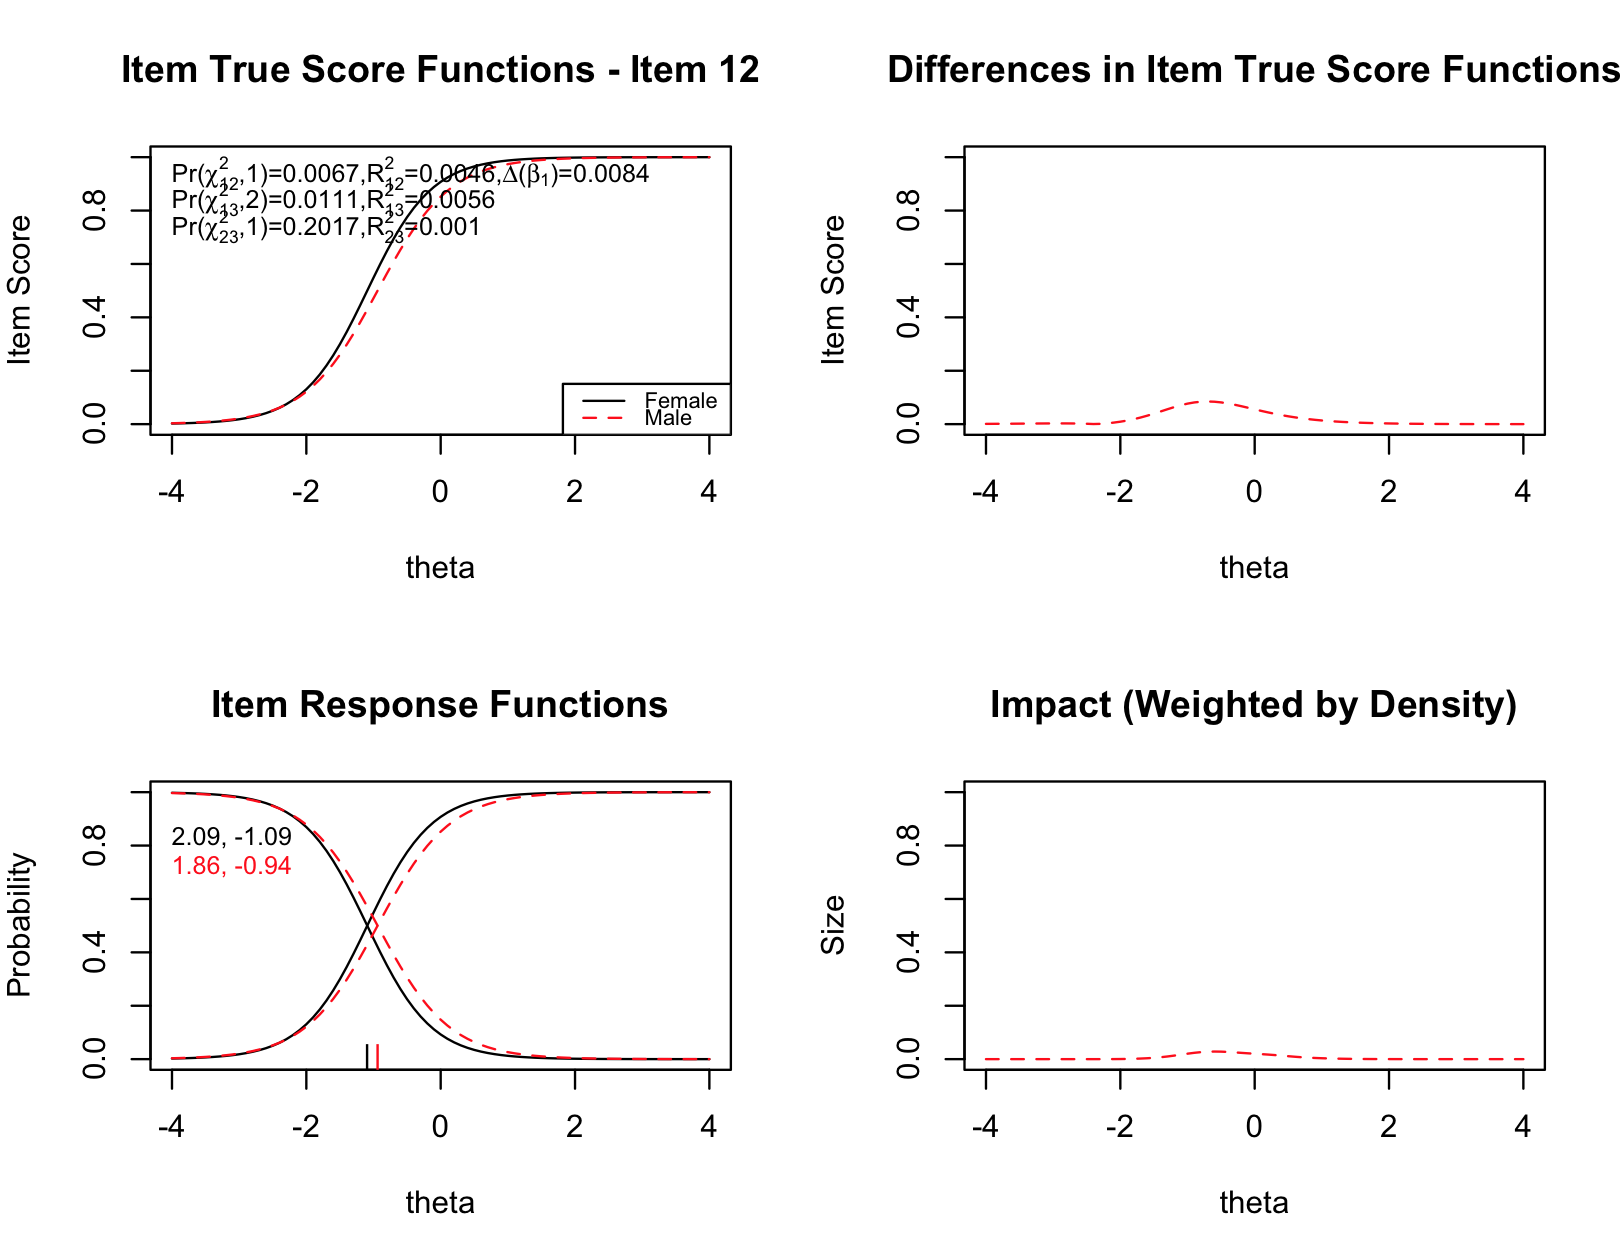 Item True Score Functions - Item 12
Pr(χ²₁₂,1)=0.0067,R²₁₂=0.0046,Δ(β₁)=0.0084
Pr(χ²₁₃,2)=0.0111,R²₁₃=0.0056
Pr(χ²₂₃,1)=0.2017,R²₂₃=0.001
Item Score
0.0 0.4 0.8
Female
Male
-4 -2 0 2 4
theta
Differences in Item True Score Functions
Item Score
0.0 0.4 0.8
-4 -2 0 2 4
theta
Item Response Functions
2.09, -1.09
1.86, -0.94
Probability
0.0 0.4 0.8
-4 -2 0 2 4
theta
Impact (Weighted by Density)
Size
0.0 0.4 0.8
-4 -2 0 2 4
theta